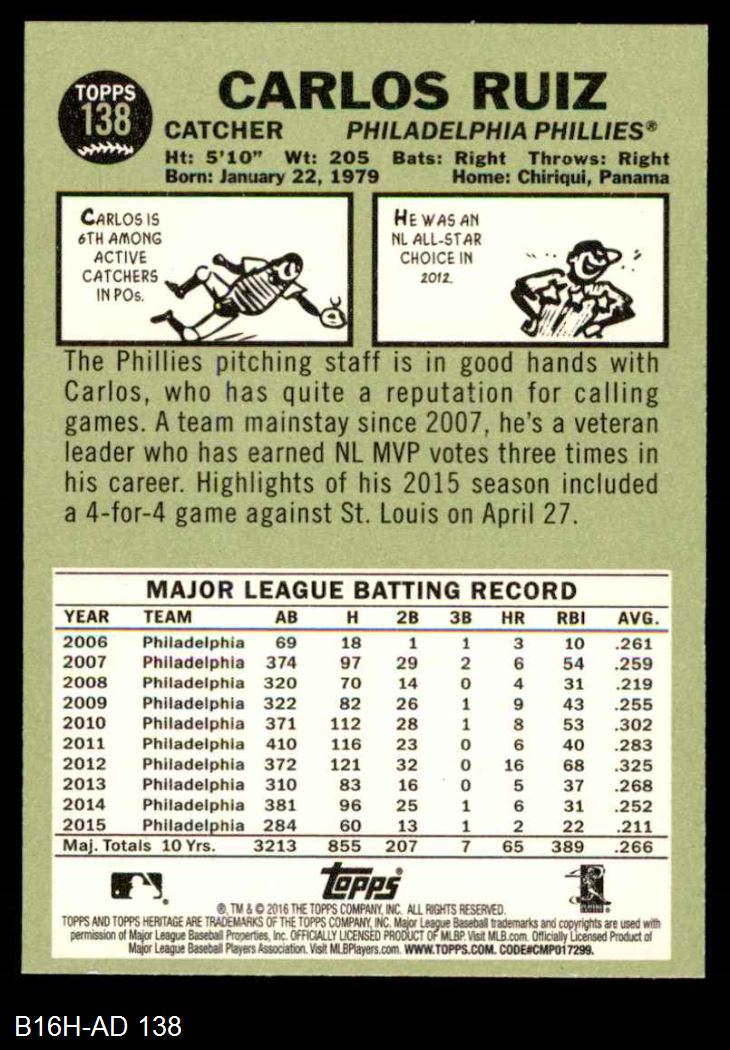 TOPPS
138
CARLOS RUIZ
CATCHER PHILADELPHIA PHILLIES®
Ht: 5'10" Wt: 205 Bats: Right Throws: Right
Born: January 22, 1979 Home: Chiriqui, Panama
CARLOS IS
6TH AMONG
ACTIVE
CATCHERS
IN POs.
HE WAS AN
NL ALL-STAR
CHOICE IN
2012.
The Phillies pitching staff is in good hands with
Carlos, who has quite a reputation for calling
games. A team mainstay since 2007, he's a veteran
leader who has earned NL MVP votes three times in
his career. Highlights of his 2015 season included
a 4-for-4 game against St. Louis on April 27.
MAJOR LEAGUE BATTING RECORD
YEAR TEAM AB H 2B 3B HR RBI AVG.
2006 Philadelphia 69 18 1 1 3 10 .261
2007 Philadelphia 374 97 29 2 6 54 .259
2008 Philadelphia 320 70 14 0 4 31 .219
2009 Philadelphia 322 82 26 1 9 43 .255
2010 Philadelphia 371 112 28 1 8 53 .302
2011 Philadelphia 410 116 23 0 6 40 .283
2012 Philadelphia 372 121 32 0 16 68 .325
2013 Philadelphia 310 83 16 0 5 37 .268
2014 Philadelphia 381 96 25 1 6 31 .252
2015 Philadelphia 284 60 13 1 2 22 .211
Maj. Totals 10 Yrs. 3213 855 207 7 65 389 .266
Topps®
®, TM & © 2016 THE TOPPS COMPANY, INC. ALL RIGHTS RESERVED.
TOPPS AND TOPPS HERITAGE ARE TRADEMARKS OF THE TOPPS COMPANY, INC. Major League Baseball trademarks and copyrights are used with
permission of Major League Baseball Properties, Inc. OFFICIALLY LICENSED PRODUCT OF MLBP. Visit MLB.com. Officially Licensed Product of
Major League Baseball Players Association. Visit MLBPlayers.com. WWW.TOPPS.COM. CODE#CMP017299.
B16H-AD 138